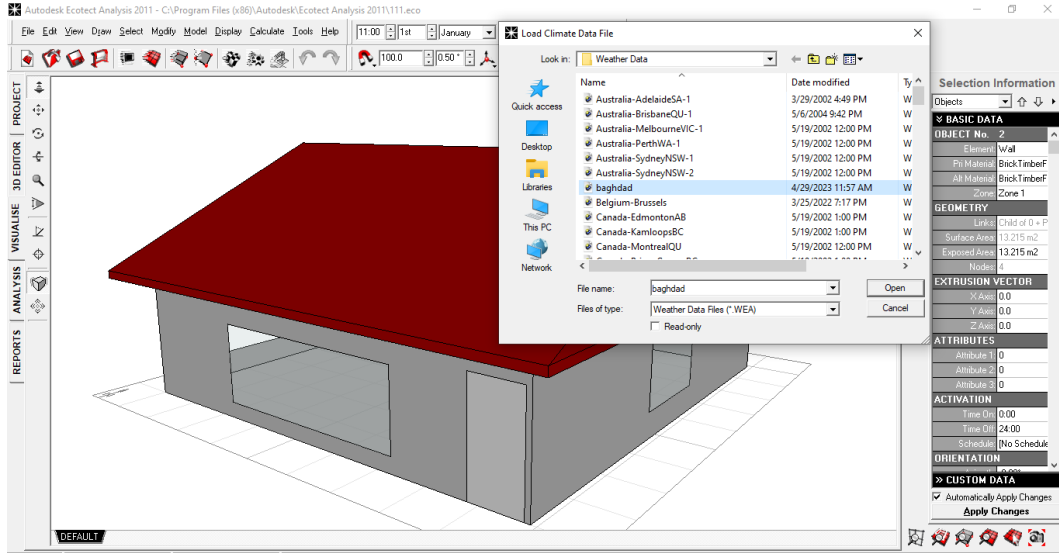 Autodesk Ecotect Analysis 2011 - C:\Program Files (x86)\Autodesk\Ecotect Analysis 2011\111.eco
File Edit View Draw Select Modify Model Display Calculate Tools Help
11:00 1st January
100.0 0.50 °
PROJECT
3D EDITOR
VISUALISE
ANALYSIS
REPORTS
DEFAULT
Load Climate Data File
Look in: Weather Data
Quick access
Desktop
Libraries
This PC
Network
Name Date modified Ty
Australia-AdelaideSA-1 3/29/2002 4:49 PM W
Australia-BrisbaneQU-1 5/6/2004 9:42 PM W
Australia-MelbourneVIC-1 5/19/2002 12:00 PM W
Australia-PerthWA-1 5/19/2002 12:00 PM W
Australia-SydneyNSW-1 5/19/2002 12:00 PM W
Australia-SydneyNSW-2 5/19/2002 12:00 PM W
baghdad 4/29/2023 11:57 AM W
Belgium-Brussels 3/25/2022 7:17 PM W
Canada-EdmontonAB 5/19/2002 1:00 PM W
Canada-KamloopsBC 5/19/2002 1:00 PM W
Canada-MontrealQU 5/19/2002 12:00 PM W
File name: baghdad Open
Files of type: Weather Data Files (*.WEA) Cancel
Read-only
Selection Information
Objects
BASIC DATA
OBJECT No. 2
Element Wall
Pri Material BrickTimberF
Alt Material BrickTimberF
Zone Zone 1
GEOMETRY
Links Child of 0 + P
Surface Area 13.215 m2
Exposed Area 13.215 m2
Nodes 4
EXTRUSION VECTOR
X Axis 0.0
Y Axis 0.0
Z Axis 0.0
ATTRIBUTES
Attribute 1 0
Attribute 2 0
Attribute 3 0
ACTIVATION
Time On 0:00
Time Off 24:00
Schedule [No Schedule
ORIENTATION
CUSTOM DATA
Automatically Apply Changes
Apply Changes